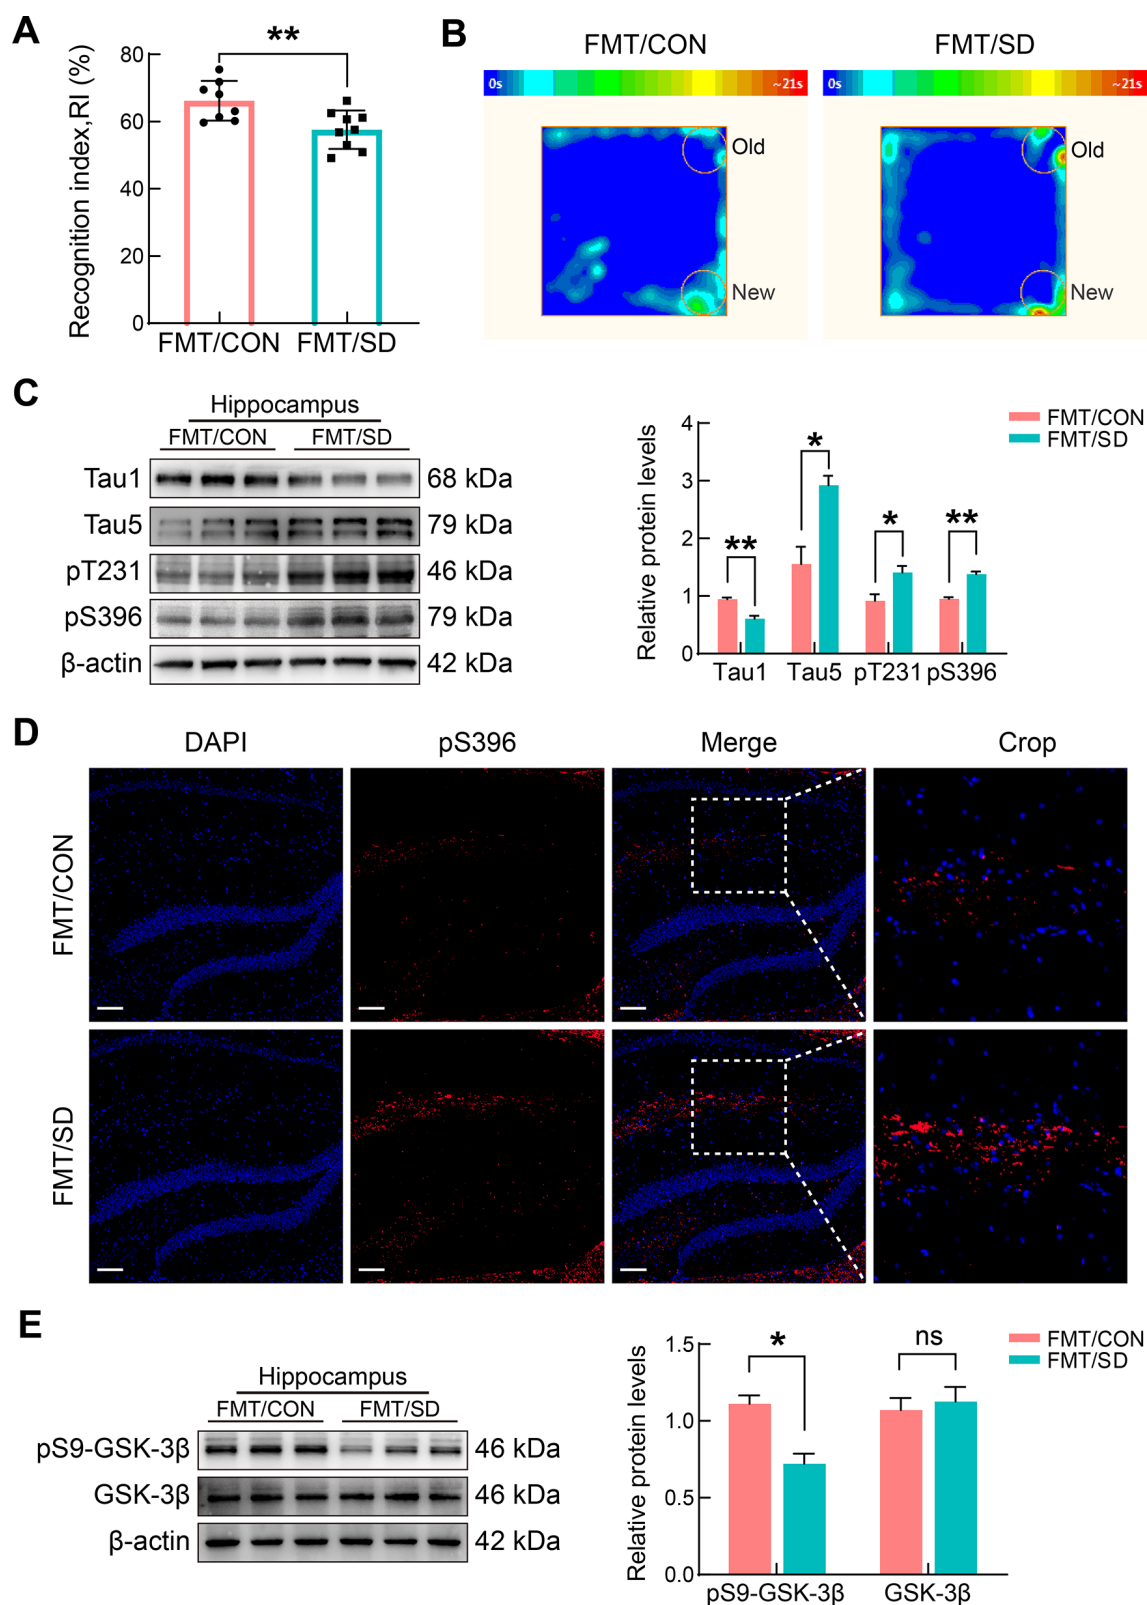 A
Recognition index,RI (%)
80
60
40
20
0
**
FMT/CON
FMT/SD
B
FMT/CON
FMT/SD
0s
~21s
0s
~21s
Old
New
Old
New
C
Hippocampus
FMT/CON
FMT/SD
Tau1
68 kDa
Tau5
79 kDa
pT231
46 kDa
pS396
79 kDa
β-actin
42 kDa
Relative protein levels
4
3
2
1
0
**
*
*
**
Tau1
Tau5
pT231
pS396
FMT/CON
FMT/SD
D
DAPI
pS396
Merge
Crop
FMT/CON
FMT/SD
E
Hippocampus
FMT/CON
FMT/SD
pS9-GSK-3β
46 kDa
GSK-3β
46 kDa
β-actin
42 kDa
Relative protein levels
1.5
1.0
0.5
0.0
*
ns
pS9-GSK-3β
GSK-3β
FMT/CON
FMT/SD